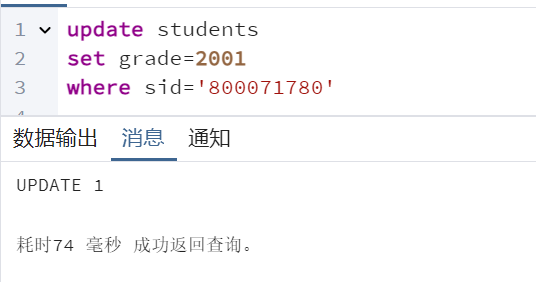 1 update students
2 set grade=2001
3 where sid='800071780'
数据输出 消息 通知
UPDATE 1
耗时74 毫秒 成功返回查询。